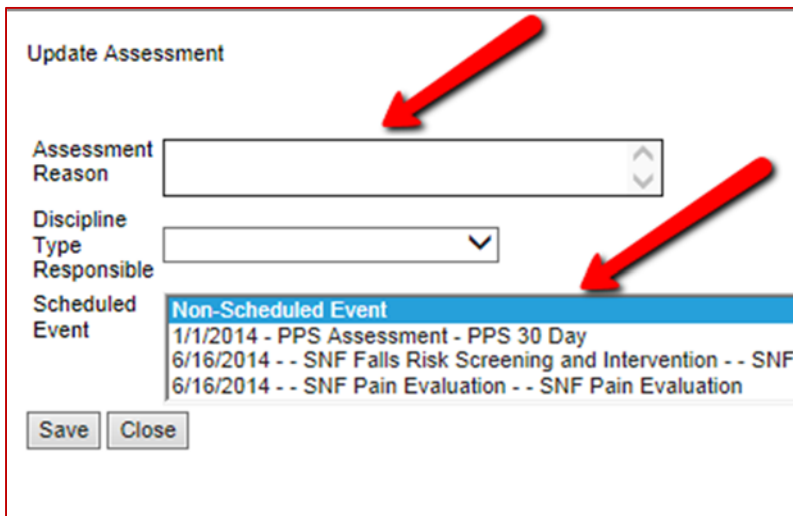 Update Assessment
Assessment
Reason
Discipline
Type
Responsible
Scheduled
Event
Non-Scheduled Event
1/1/2014 - PPS Assessment - PPS 30 Day
6/16/2014 - - SNF Falls Risk Screening and Intervention - - SNF
6/16/2014 - - SNF Pain Evaluation - - SNF Pain Evaluation
Save Close